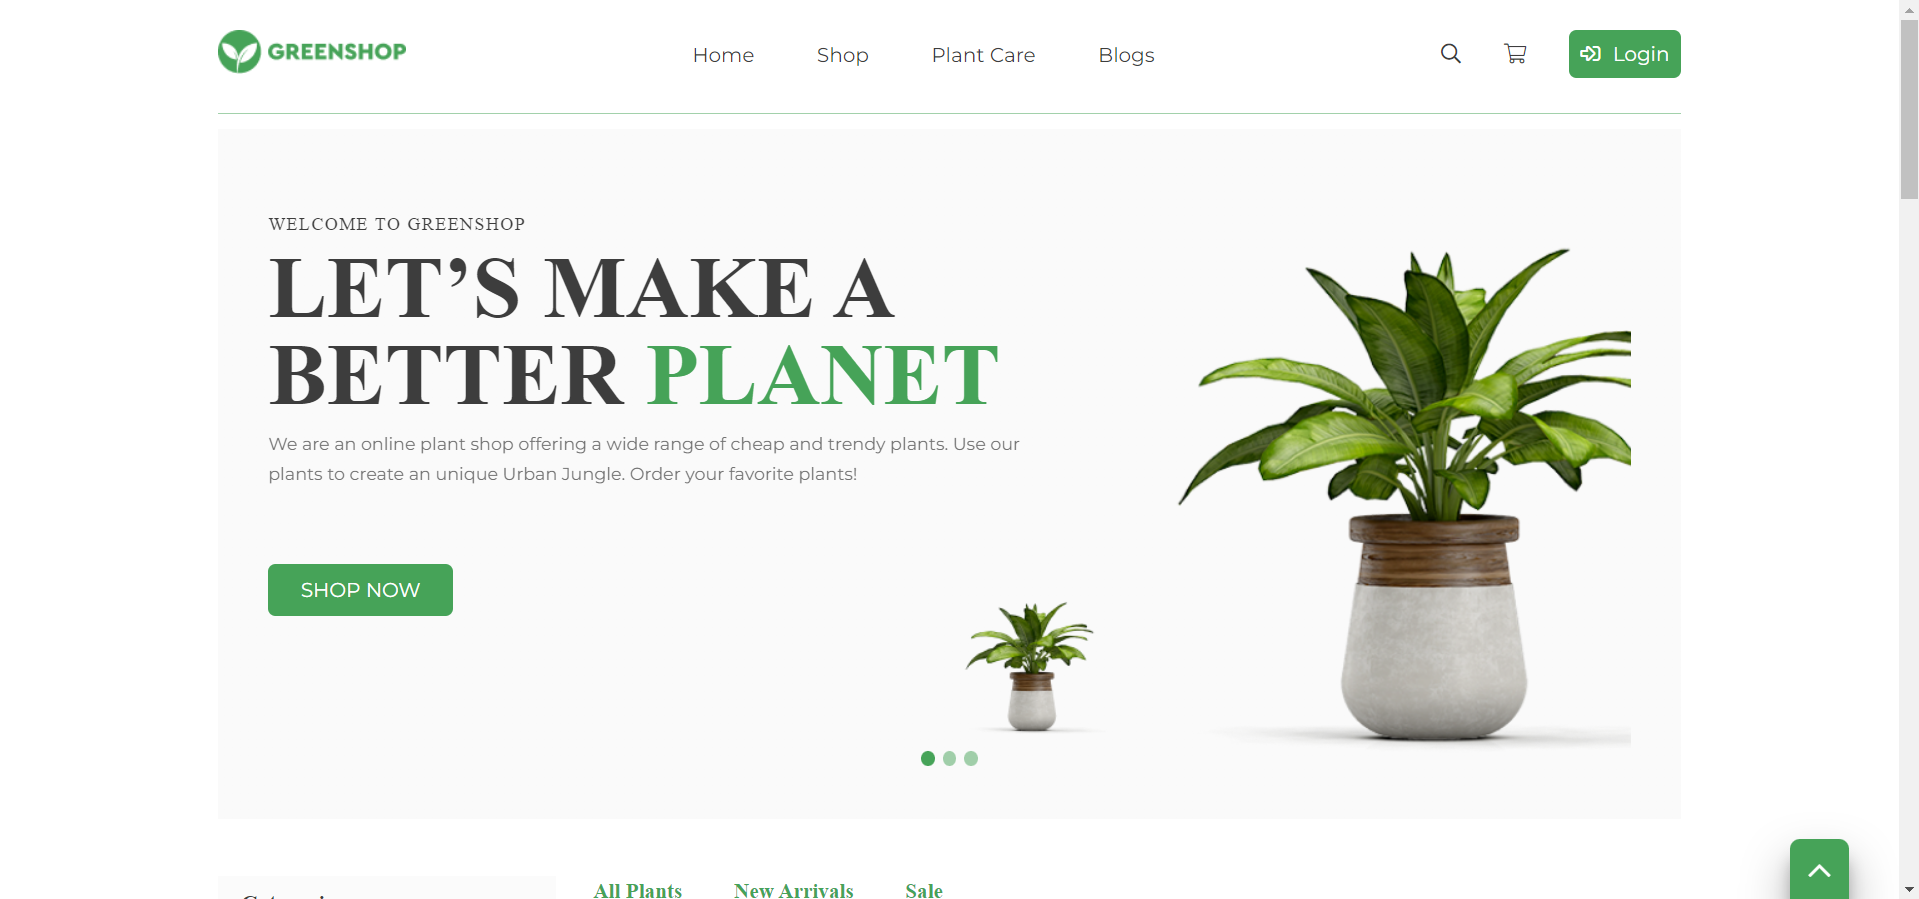 GREENSHOP
Home
Shop
Plant Care
Blogs
Login
WELCOME TO GREENSHOP
LET’S MAKE A
BETTER PLANET
We are an online plant shop offering a wide range of cheap and trendy plants. Use our
plants to create an unique Urban Jungle. Order your favorite plants!
SHOP NOW
All Plants
New Arrivals
Sale